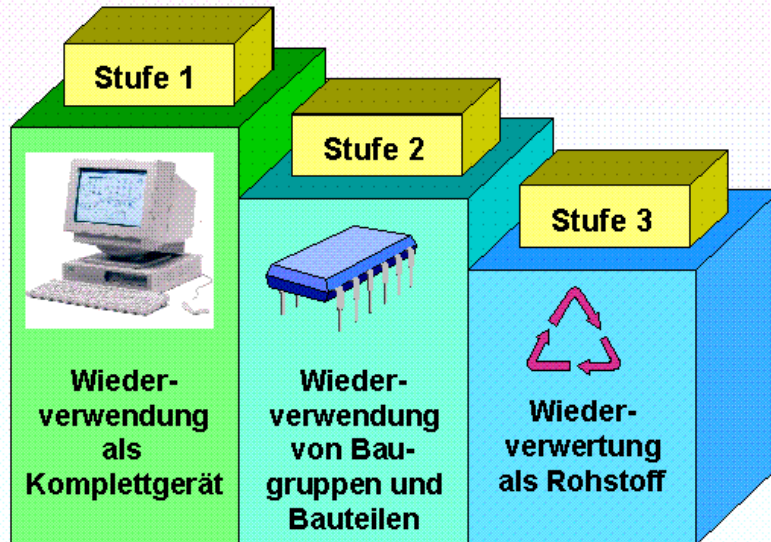 Stufe 1
Wieder-
verwendung
als
Komplettgerät
Stufe 2
Wieder-
verwendung
von Bau-
gruppen und
Bauteilen
Stufe 3
Wieder-
verwertung
als Rohstoff